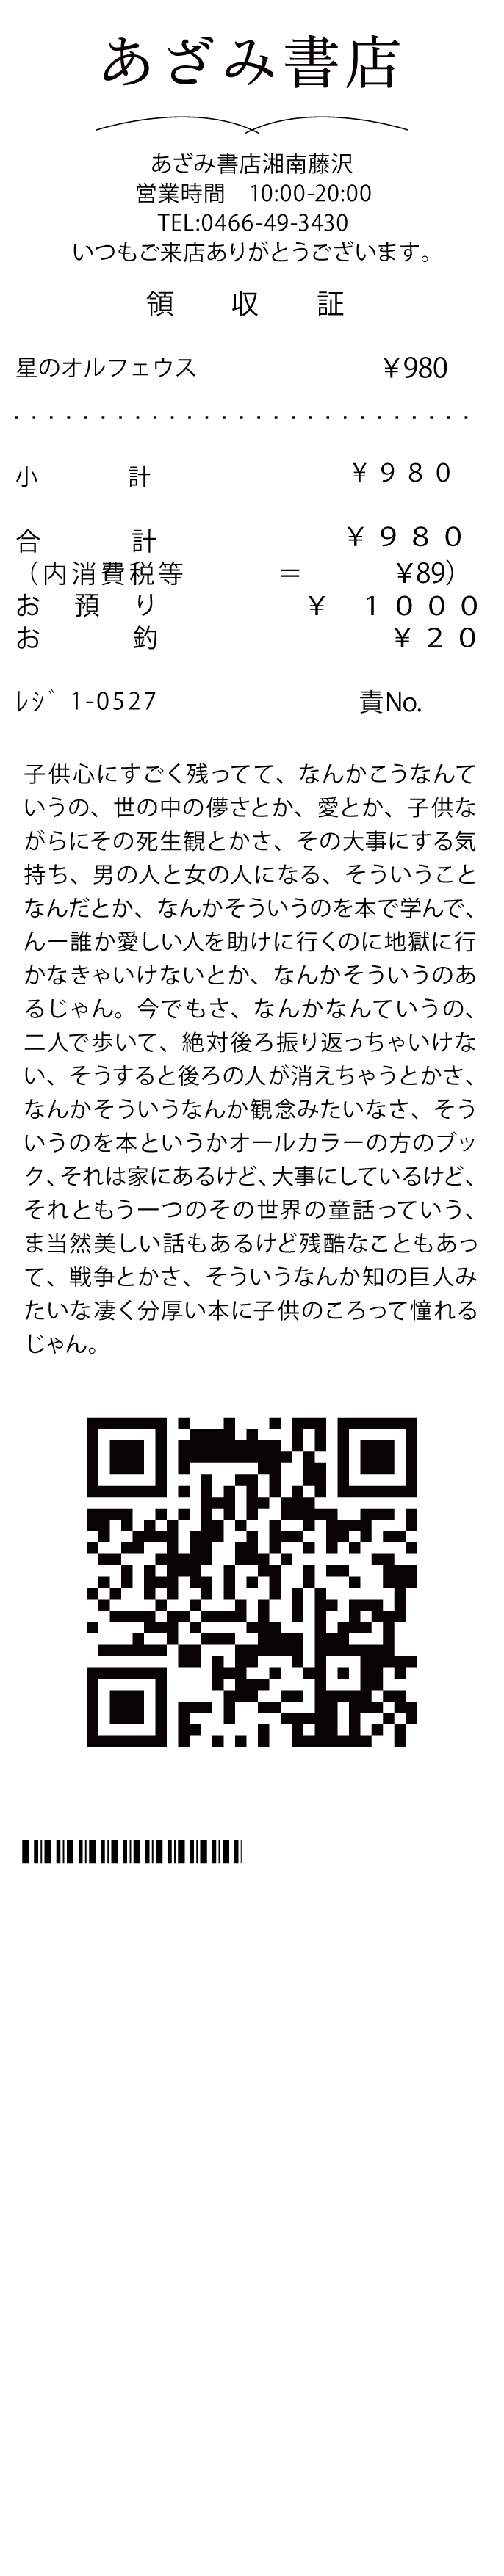 あざみ書店
あざみ書店湘南藤沢
営業時間　10:00-20:00
TEL:0466-49-3430
いつもご来店ありがとうございます。
領　収　証
星のオルフェウス　￥980
小　計　￥９８０
合　計　￥９８０
（内消費税等　＝　￥89）
お　預　り　￥　１０００
お　釣　￥２０
ﾚｼﾞ 1-0527　責No.
子供心にすごく残ってて、なんかこうなんて
いうの、世の中の儚さとか、愛とか、子供な
がらにその死生観とかさ、その大事にする気
持ち、男の人と女の人になる、そういうこと
なんだとか、なんかそういうのを本で学んで、
んー誰か愛しい人を助けに行くのに地獄に行
かなきゃいけないとか、なんかそういうのあ
るじゃん。今でもさ、なんかなんていうの、
二人で歩いて、絶対後ろ振り返っちゃいけな
い、そうすると後ろの人が消えちゃうとかさ、
なんかそういうなんか観念みたいなさ、そう
いうのを本というかオールカラーの方のブッ
ク、それは家にあるけど、大事にしているけど、
それともう一つのその世界の童話っていう、
ま当然美しい話もあるけど残酷なこともあっ
て、戦争とかさ、そういうなんか知の巨人み
たいな凄く分厚い本に子供のころって憧れる
じゃん。